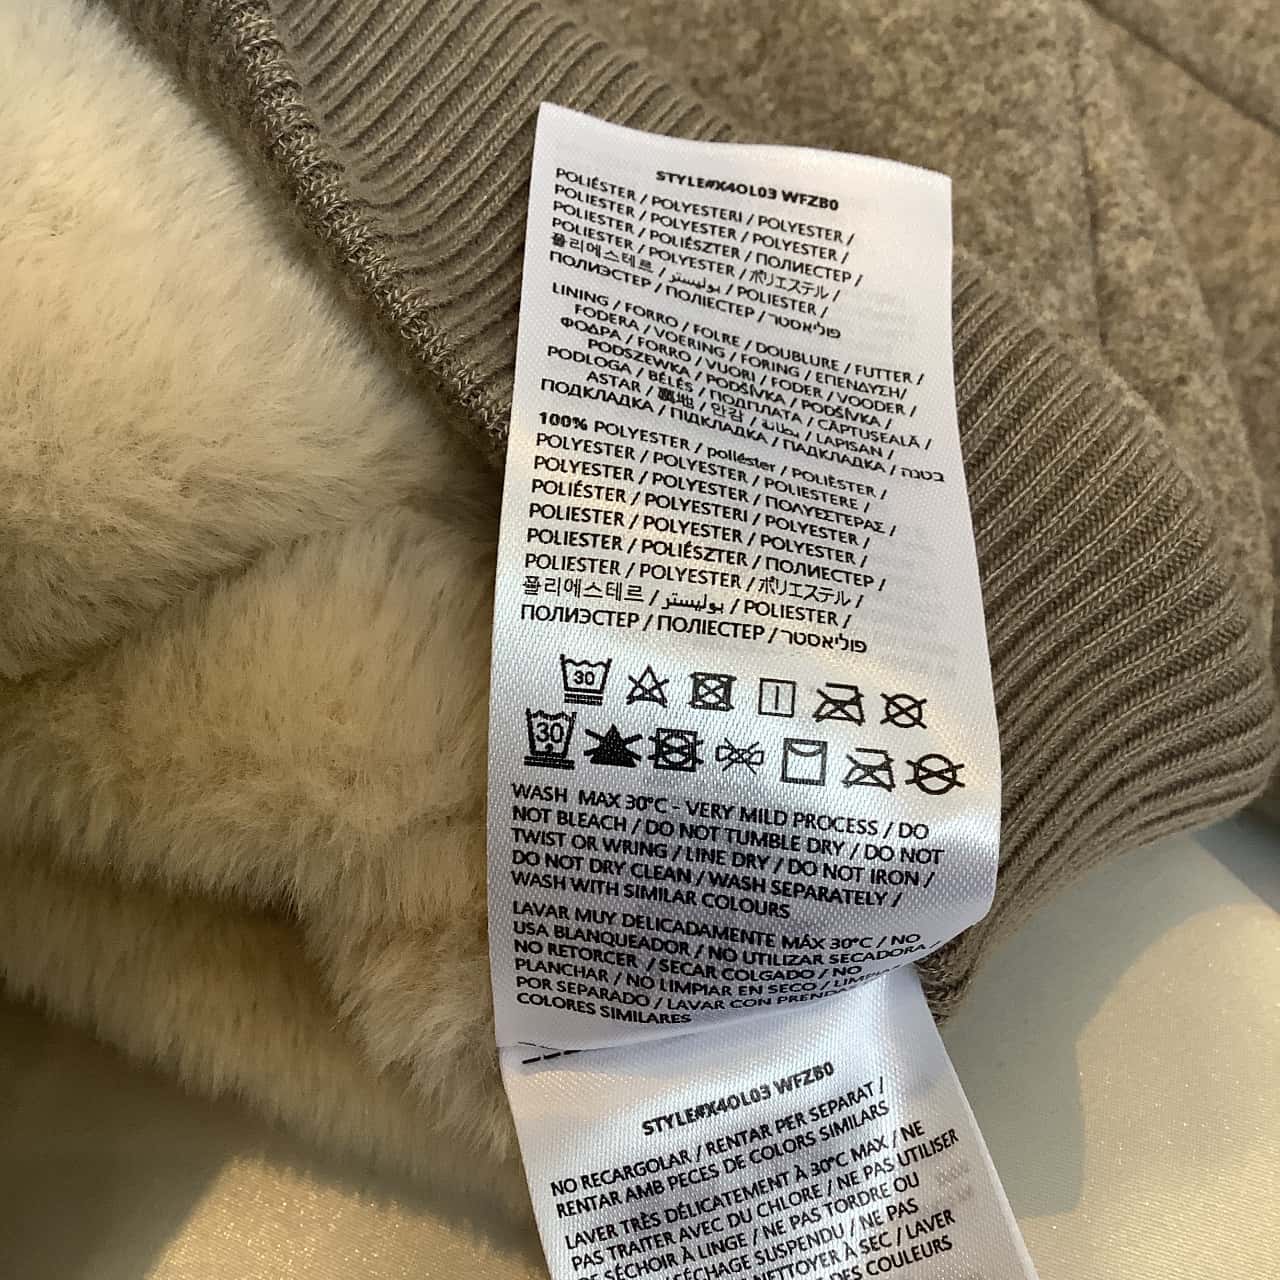 STYLE#X4OL03 WFZB0
POLIÉSTER / POLYESTERI / POLYESTER /
POLIESTER / POLYESTER / POLYESTER /
POLIESTER / POLIÉSZTER / ПОЛИЕСТЕР /
POLIESTER / POLYESTER / ポリエステル /
폴리에스테르 / بوليستر / POLIESTER /
ПОЛИЭСТЕР / ПОЛІЕСТЕР / פוליאסטר
LINING / FORRO / FOLRE / DOUBLURE / FUTTER /
FODERA / VOERING / FORING / ΕΠΕΝΔΥΣΗ/
ΦΟΔΡΑ / FORRO / VUORI / FODER / VOODER /
PODSZEWKA / PODŠÍVKA / PODŠÍVKA /
PODLOGA / BÉLÉS / ПОДПЛАТА / CĂPTUȘEALĂ /
ASTAR / 裏地 / 안감 / بطانة / LAPISAN /
ПОДКЛАДКА / ПІДКЛАДКА / ПАДКЛАДКА / בטנה
100% POLYESTER / poliéster / POLIÈSTER /
POLYESTER / POLYESTER / POLIESTERE /
POLYESTER / POLYESTER / ΠΟΛΥΕΣΤΕΡΑΣ /
POLIÉSTER / POLYESTERI / POLYESTER /
POLIESTER / POLYESTER / POLYESTER /
POLIESTER / POLIÉSZTER / ПОЛИЕСТЕР /
POLIESTER / POLYESTER / ポリエステル /
폴리에스테르 / بوليستر / POLIESTER /
ПОЛИЭСТЕР / ПОЛІЕСТЕР / פוליאסטר
30
30
WASH MAX 30°C - VERY MILD PROCESS / DO
NOT BLEACH / DO NOT TUMBLE DRY / DO NOT
TWIST OR WRING / LINE DRY / DO NOT IRON /
DO NOT DRY CLEAN / WASH SEPARATELY /
WASH WITH SIMILAR COLOURS
LAVAR MUY DELICADAMENTE MÁX 30°C / NO
USA BLANQUEADOR / NO UTILIZAR SECADORA /
NO RETORCER / SECAR COLGADO / NO
PLANCHAR / NO LIMPIAR EN SECO /
POR SEPARADO / LAVAR CON
COLORES SIMILARES
STYLE#X4OL03 WFZB0
NO RECARGOLAR / RENTAR PER SEPARAT /
RENTAR AMB PECES DE COLORS SIMILARS
LAVER TRÈS DÉLICATEMENT À 30°C MAX / NE
PAS TRAITER AVEC DU CHLORE / NE PAS UTILISER
SÉCHOIR À LINGE / NE PAS TORDRE OU
/ SÉCHAGE SUSPENDU / NE PAS
NETTOYER À SEC / LAVER
DES COULEURS